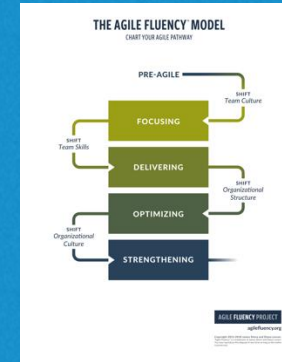 THE AGILE FLUENCY MODEL
CHART YOUR AGILE PATHWAY
PRE-AGILE
SHIFT
Team Culture
FOCUSING
SHIFT
Team Skills
DELIVERING
SHIFT
Organizational
Structure
OPTIMIZING
SHIFT
Organizational
Culture
STRENGTHENING
AGILE FLUENCY PROJECT
agilefluency.org